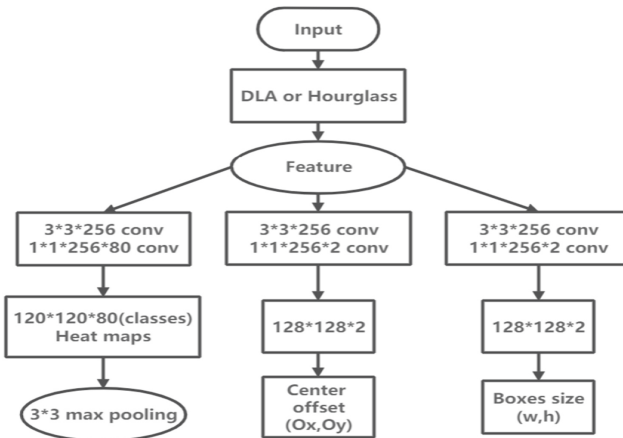 Input
DLA or Hourglass
Feature
3*3*256 conv
1*1*256*80 conv
3*3*256 conv
1*1*256*2 conv
3*3*256 conv
1*1*256*2 conv
120*120*80(classes)
Heat maps
128*128*2
128*128*2
3*3 max pooling
Center
offset
(Ox,Oy)
Boxes size
(w,h)